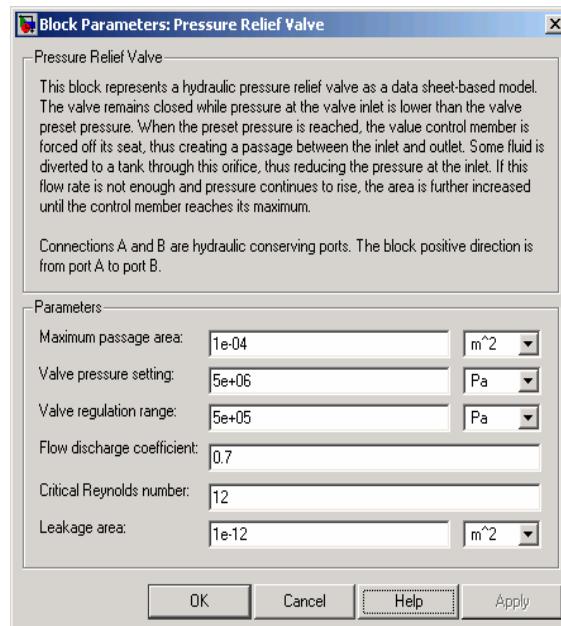 Block Parameters: Pressure Relief Valve
Pressure Relief Valve
This block represents a hydraulic pressure relief valve as a data sheet-based model.
The valve remains closed while pressure at the valve inlet is lower than the valve
preset pressure. When the preset pressure is reached, the value control member is
forced off its seat, thus creating a passage between the inlet and outlet. Some fluid is
diverted to a tank through this orifice, thus reducing the pressure at the inlet. If this
flow rate is not enough and pressure continues to rise, the area is further increased
until the control member reaches its maximum.
Connections A and B are hydraulic conserving ports. The block positive direction is
from port A to port B.
Parameters
Maximum passage area: 1e-04 m^2
Valve pressure setting: 5e+06 Pa
Valve regulation range: 5e+05 Pa
Flow discharge coefficient: 0.7
Critical Reynolds number: 12
Leakage area: 1e-12 m^2
OK Cancel Help Apply